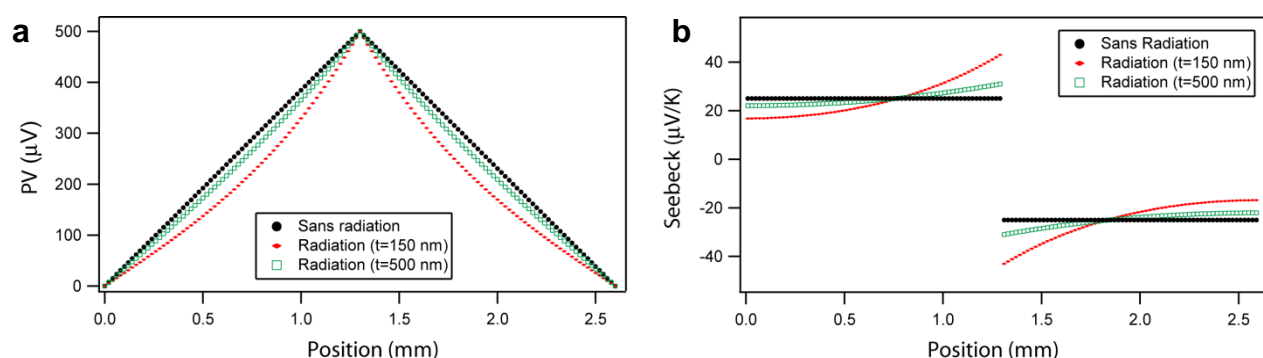 a
500
400
300
200
100
0
PV (μV)
Sans radiation
Radiation (t=150 nm)
Radiation (t=500 nm)
0.0 0.5 1.0 1.5 2.0 2.5
Position (mm)
b
40
20
0
-20
-40
Seebeck (μV/K)
Sans Radiation
Radiation (t=150 nm)
Radiation (t=500 nm)
0.0 0.5 1.0 1.5 2.0 2.5
Position (mm)